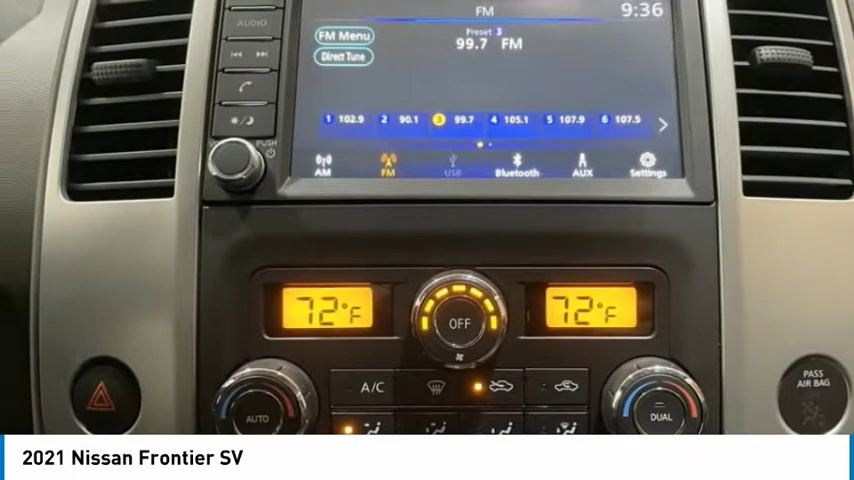 AUDIO
FM
9:36
FM Menu
Direct Tune
Preset 3
99.7 FM
1 102.9 2 90.1 3 99.7 4 105.1 5 107.9 6 107.5
VOL
PUSH
AM FM USB Bluetooth AUX Settings
72°F
OFF
72°F
A/C
AUTO
DUAL
PASS
AIR BAG
2021 Nissan Frontier SV